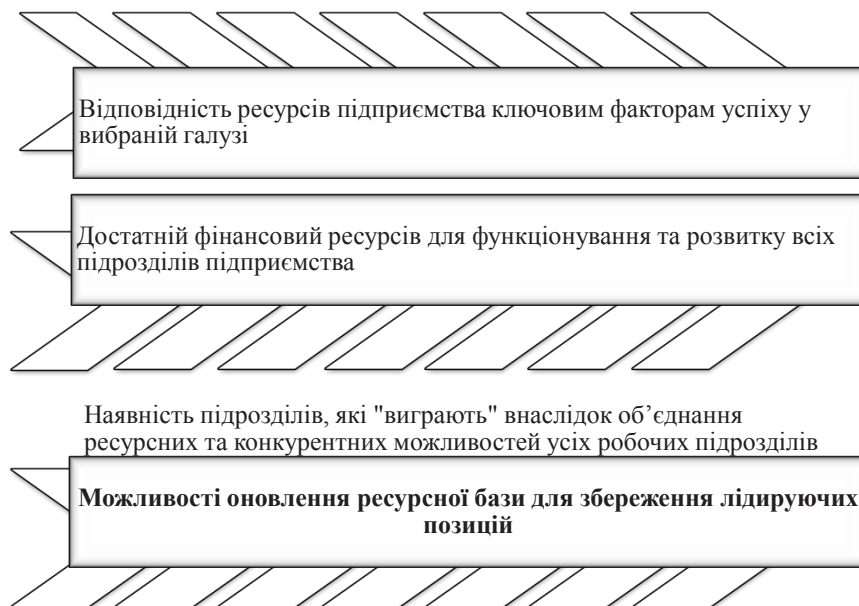 Відповідність ресурсів підприємства ключовим факторам успіху у
вибраній галузі
Достатній фінансовий ресурсів для функціонування та розвитку всіх
підрозділів підприємства
Наявність підрозділів, які "виграють" внаслідок об’єднання
ресурсних та конкурентних можливостей усіх робочих підрозділів
Можливості оновлення ресурсної бази для збереження лідируючих
позицій